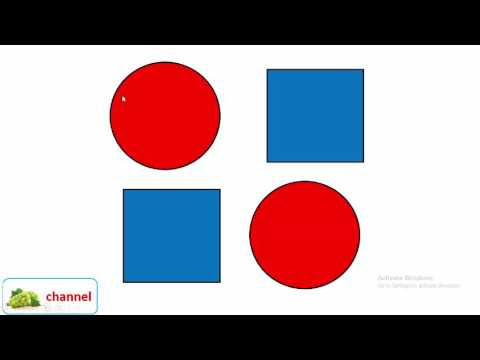 Activate Windows
Go to Settings to activate Windows.
channel